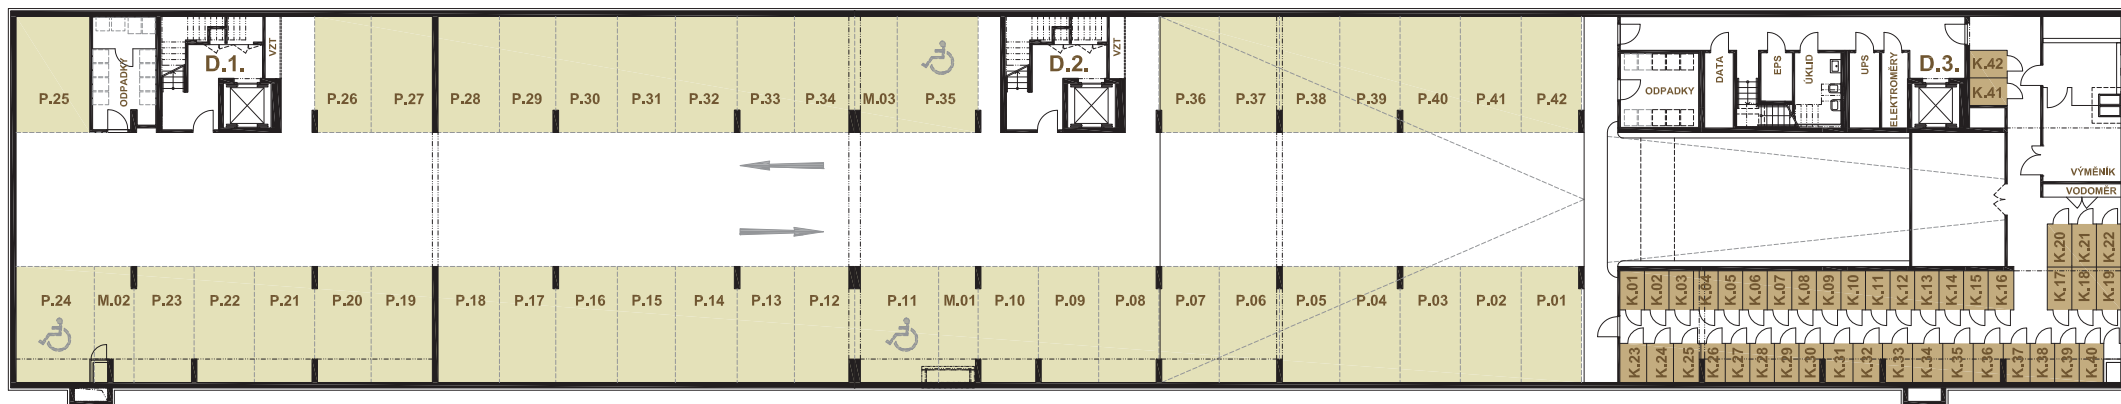 P.25
ODPADKY
D.1.
VZT
P.26
P.27
P.28
P.29
P.30
P.31
P.32
P.33
P.34
M.03
P.35
D.2.
VZT
P.36
P.37
P.38
P.39
P.40
P.41
P.42
ODPADKY
DATA
EPS
ÚKLID
UPS
ELEKTROMĚRY
D.3.
K.42
K.41
VÝMĚNÍK
VODOMĚR
K.20
K.21
K.22
K.17
K.18
K.19
P.24
M.02
P.23
P.22
P.21
P.20
P.19
P.18
P.17
P.16
P.15
P.14
P.13
P.12
P.11
M.01
P.10
P.09
P.08
P.07
P.06
P.05
P.04
P.03
P.02
P.01
K.01
K.02
K.03
K.04
K.05
K.06
K.07
K.08
K.09
K.10
K.11
K.12
K.13
K.14
K.15
K.16
K.23
K.24
K.25
K.26
K.27
K.28
K.29
K.30
K.31
K.32
K.33
K.34
K.35
K.36
K.37
K.38
K.39
K.40